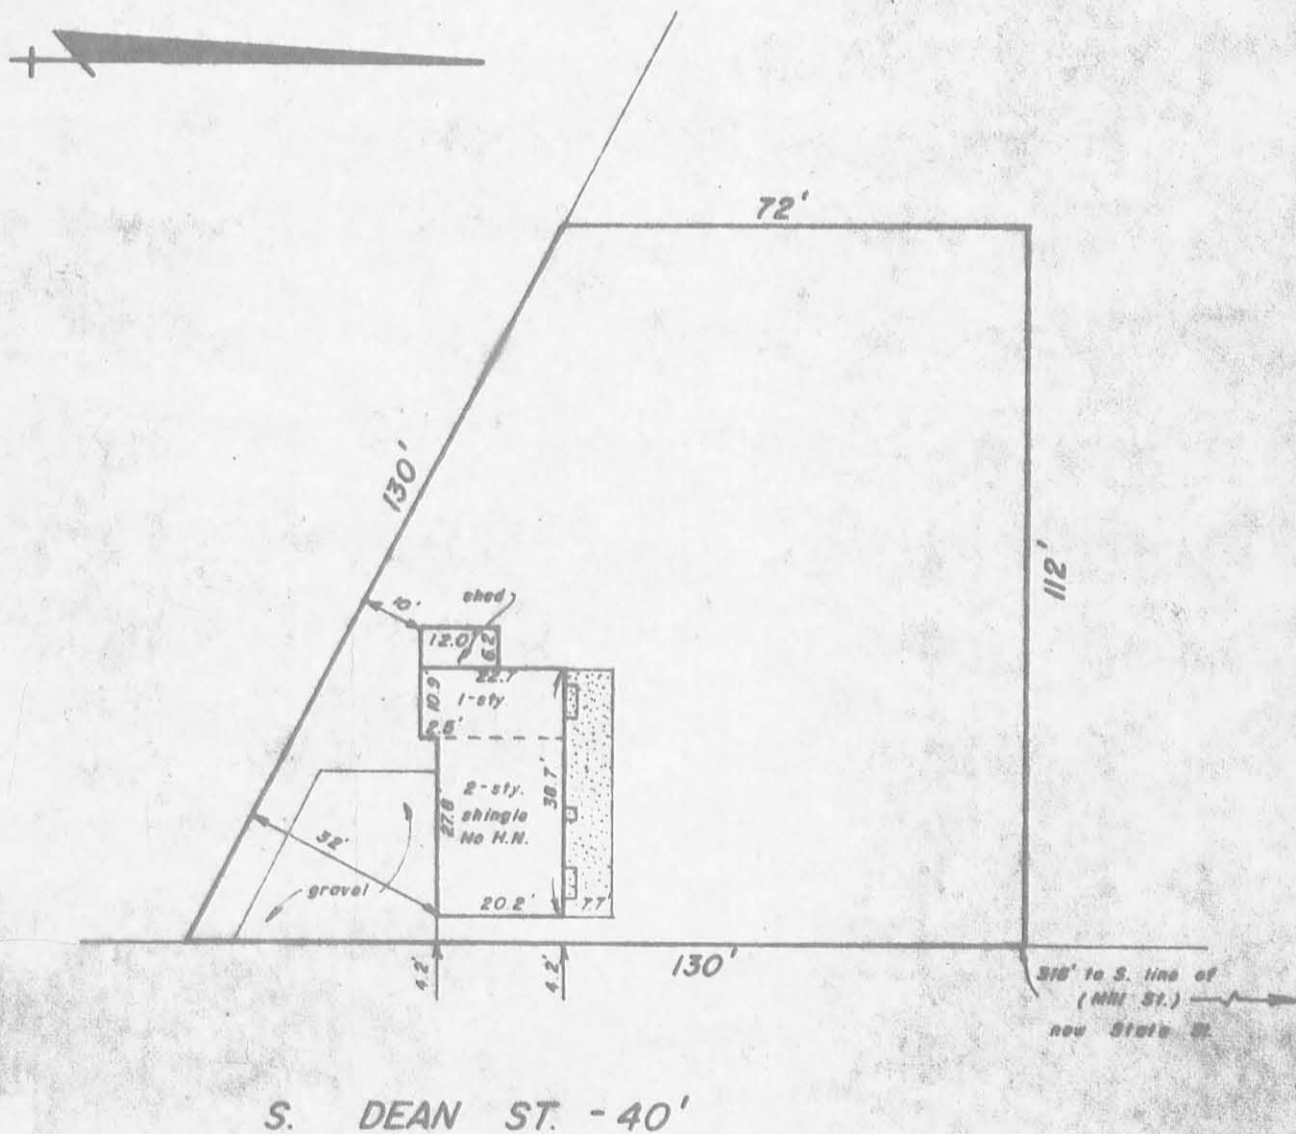 72'
130'
112'
10'
shed
12.0
6.2
22.7
10.9
1-sty
2.5'
2-sty.
shingle
No H.N.
27.8
38.7'
32'
gravel
20.2'
7.7
4.2'
4.2'
130'
318' to S. line of
(Mill St.)
now State St.
S. DEAN ST. - 40'